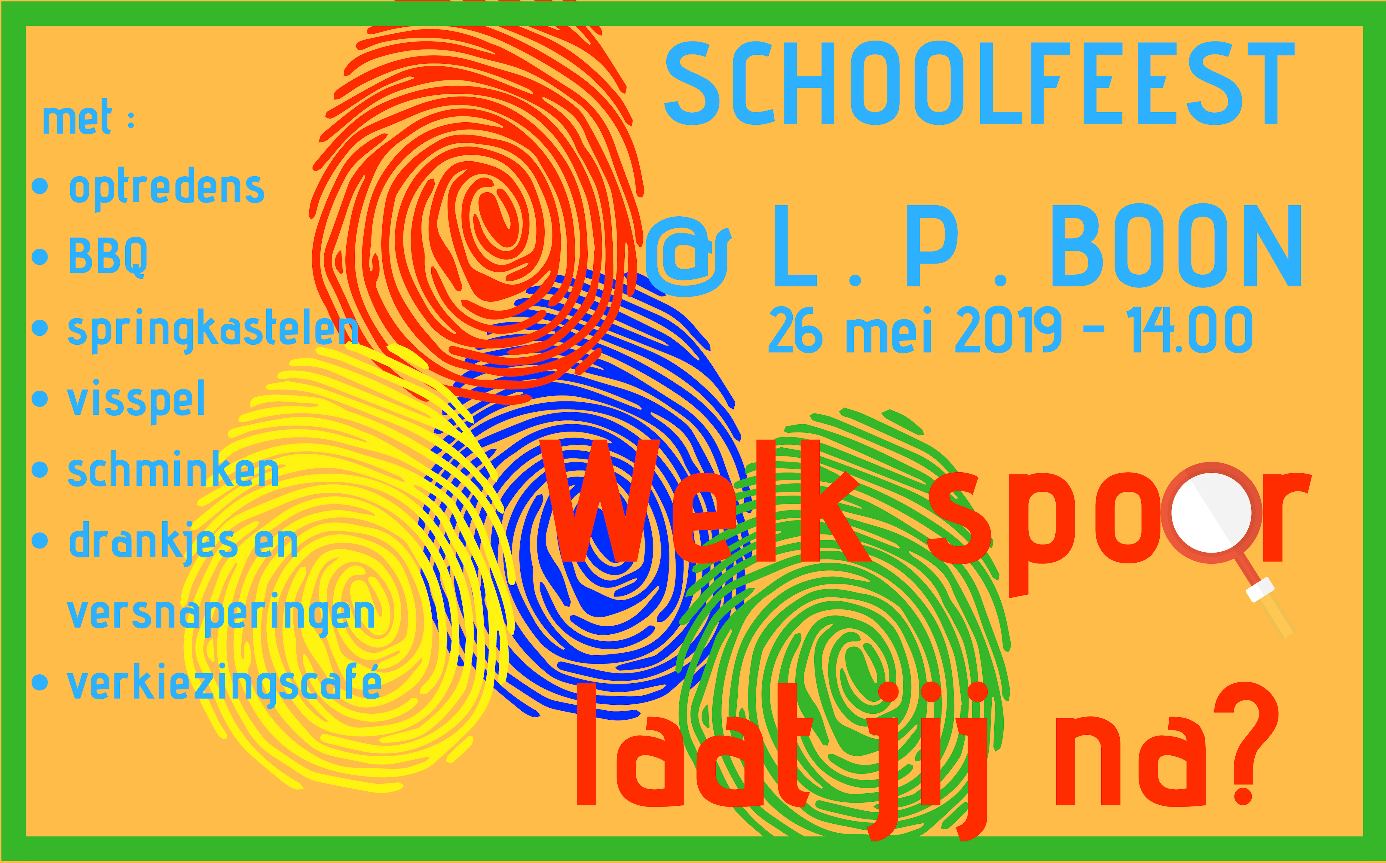 SCHOOLFEEST
@ L . P . BOON
26 mei 2019 - 14.00
met :
• optredens
• BBQ
• springkastelen
• visspel
• schminken
• drankjes en
versnaperingen
• verkiezingscafé
Welk spoor
laat jij na?